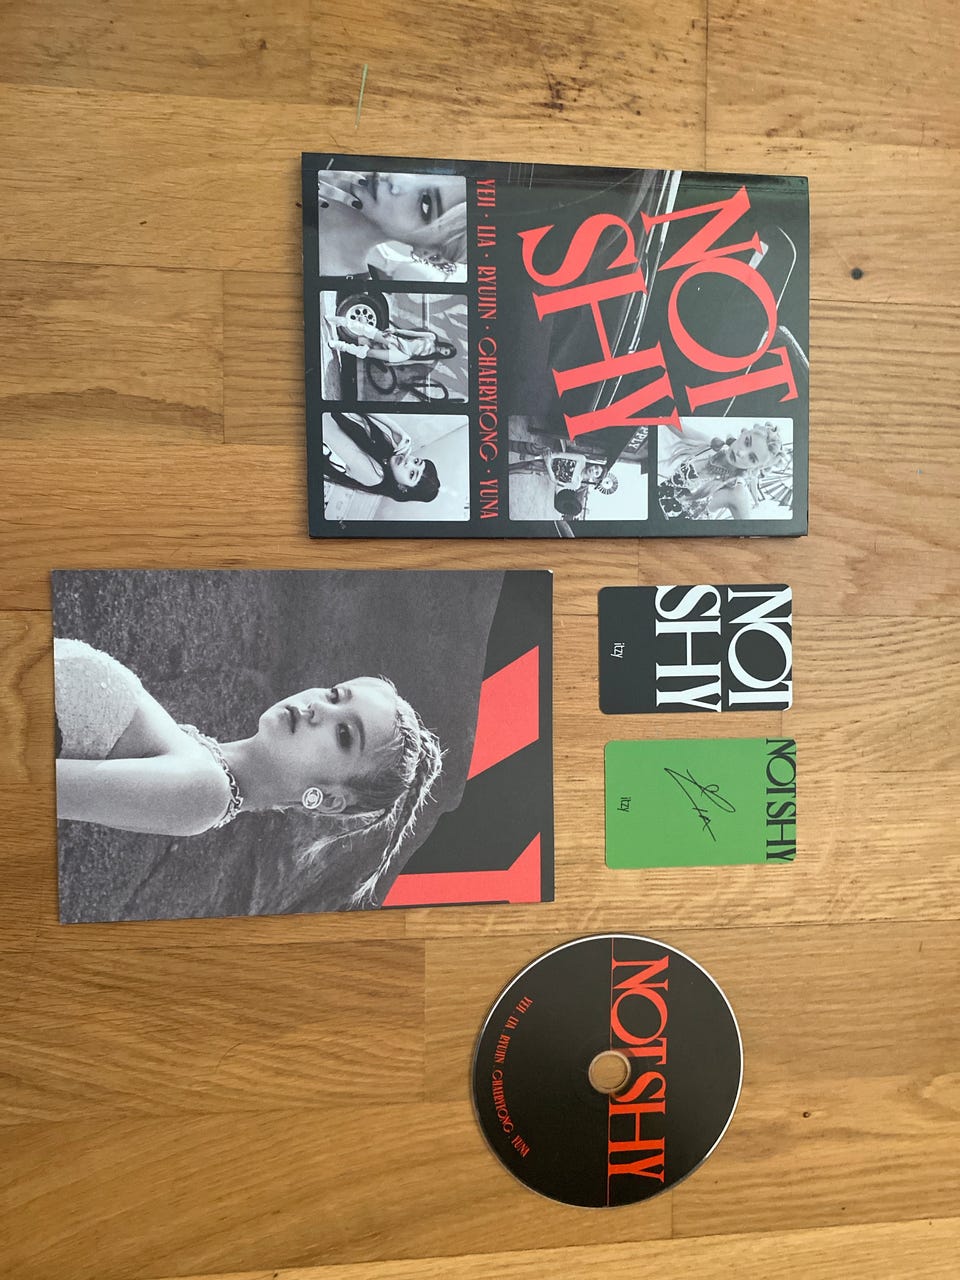 NOT
SHY
YEJI · LIA · RYUJIN · CHAERYEONG · YUNA
NOT
SHY
itzy
NOT SHY
Lia
itzy
NOT SHY
YEJI · LIA · RYUJIN · CHAERYEONG · YUNA